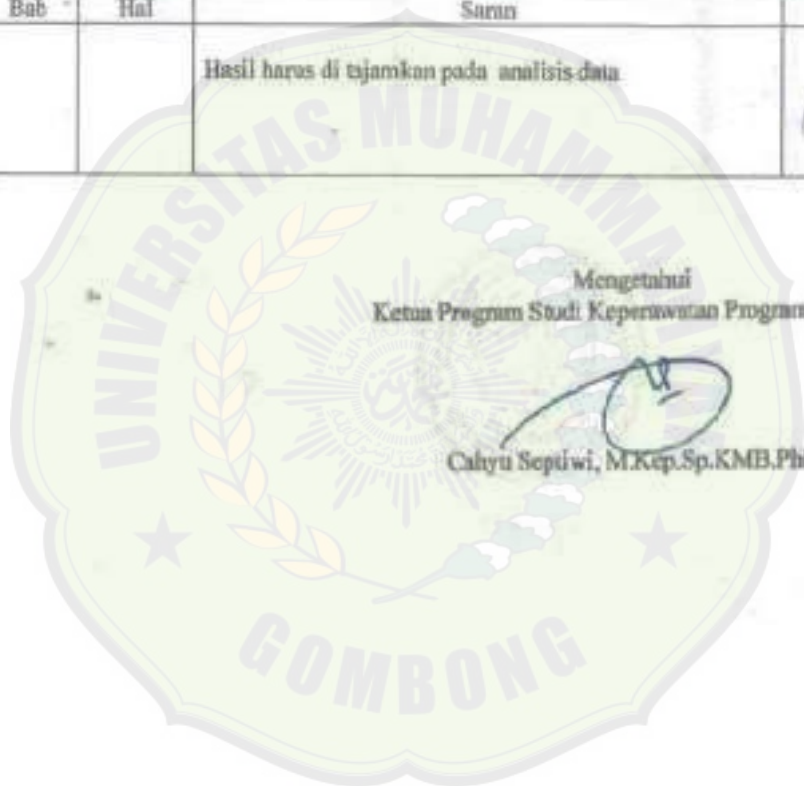 Bab Hal Saran
Hasil harus di tajamkan pada analisis data
Mengetahui
Ketua Program Studi Keperawatan Program
Cahyu Septiwi, M.Kep.Sp.KMB.Ph
UNIVERSITAS MUHAMMADIYAH
GOMBONG